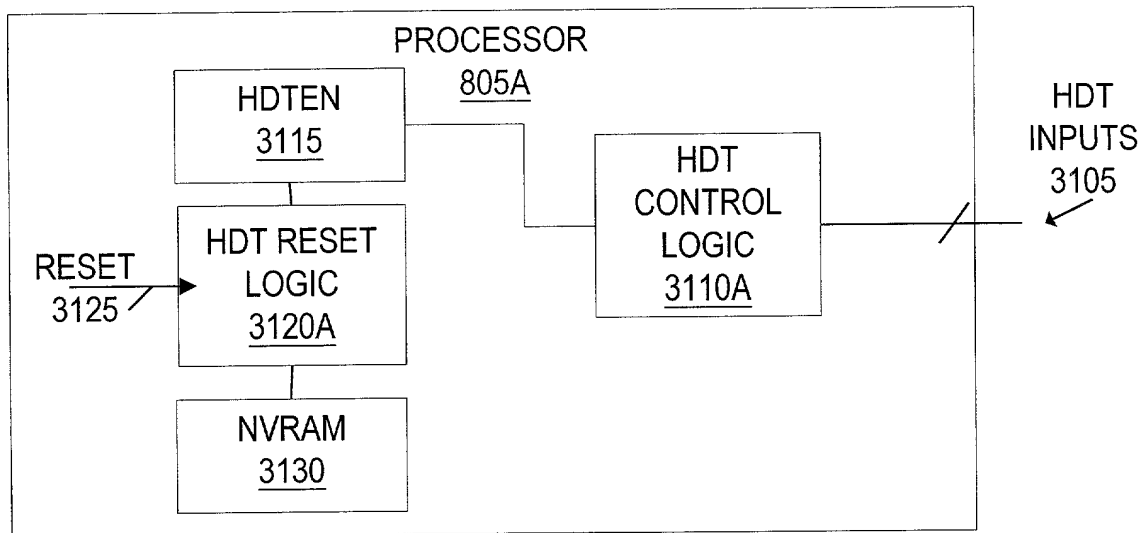 PROCESSOR
805A
HDTEN
3115
HDT
CONTROL
LOGIC
3110A
HDT
INPUTS
3105
HDT RESET
LOGIC
3120A
RESET
3125
NVRAM
3130